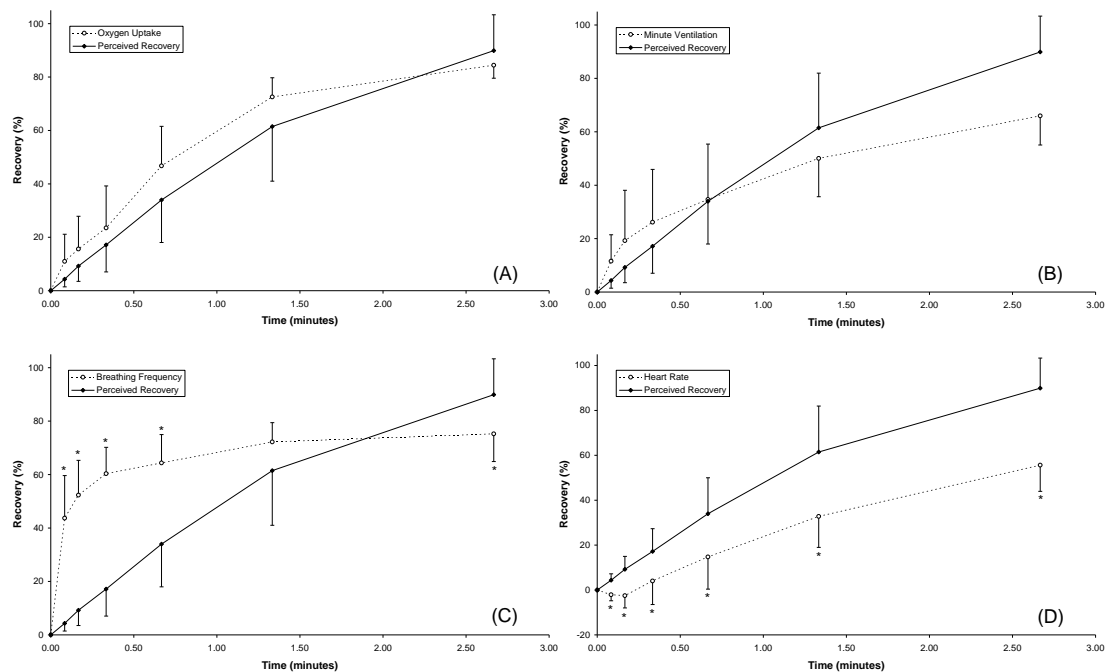 Oxygen Uptake
Perceived Recovery
Recovery (%)
100
80
60
40
20
0
0.00 0.50 1.00 1.50 2.00 2.50 3.00
Time (minutes)
(A)
Minute Ventilation
Perceived Recovery
Recovery (%)
100
80
60
40
20
0
0.00 0.50 1.00 1.50 2.00 2.50 3.00
Time (minutes)
(B)
Breathing Frequency
Perceived Recovery
Recovery (%)
100
80
60
40
20
0
* * * * *
0.00 0.50 1.00 1.50 2.00 2.50 3.00
Time (minutes)
(C)
Heart Rate
Perceived Recovery
Recovery (%)
100
80
60
40
20
0
-20
* * * * * *
0.00 0.50 1.00 1.50 2.00 2.50 3.00
Time (minutes)
(D)